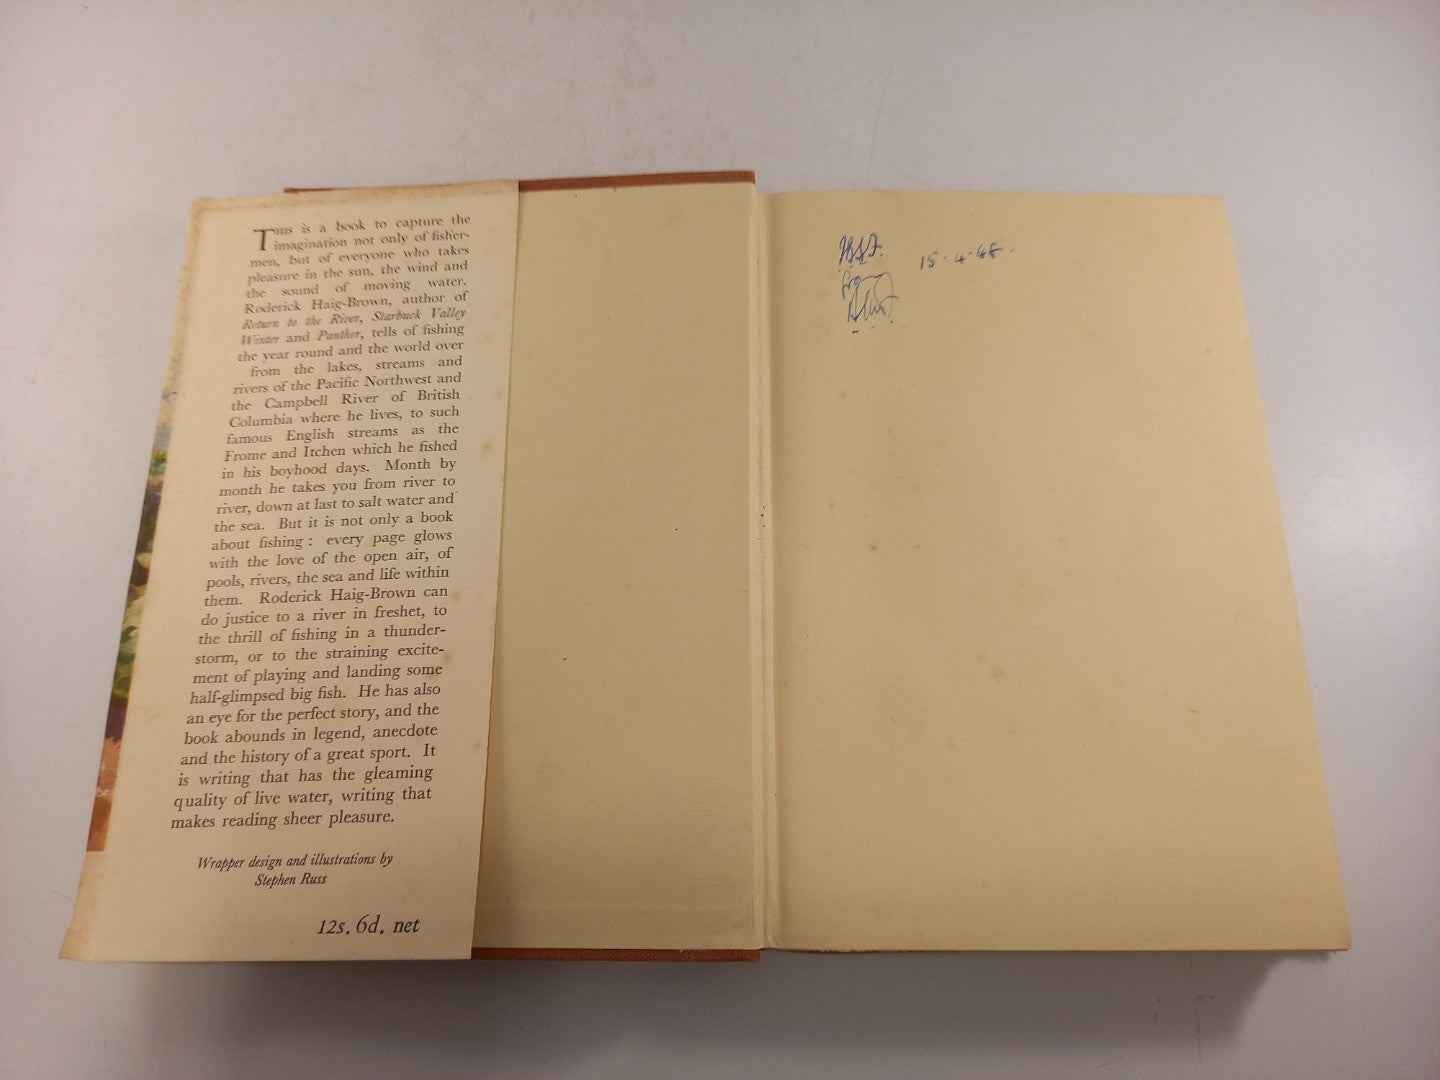 This is a book to capture the
imagination not only of fisher-
men, but of everyone who takes
pleasure in the sun, the wind and
the sound of moving water.
Roderick Haig-Brown, author of
Return to the River, Starbuck Valley
Winter and Panther, tells of fishing
the year round and the world over
from the lakes, streams and
rivers of the Pacific Northwest and
the Campbell River of British
Columbia where he lives, to such
famous English streams as the
Frome and Itchen which he fished
in his boyhood days. Month by
month he takes you from river to
river, down at last to salt water and
the sea. But it is not only a book
about fishing : every page glows
with the love of the open air, of
pools, rivers, the sea and life within
them. Roderick Haig-Brown can
do justice to a river in freshet, to
the thrill of fishing in a thunder-
storm, or to the straining excite-
ment of playing and landing some
half-glimpsed big fish. He has also
an eye for the perfect story, and the
book abounds in legend, anecdote
and the history of a great sport. It
is writing that has the gleaming
quality of live water, writing that
makes reading sheer pleasure.
Wrapper design and illustrations by
Stephen Russ
12s. 6d. net
15·4·48.
from